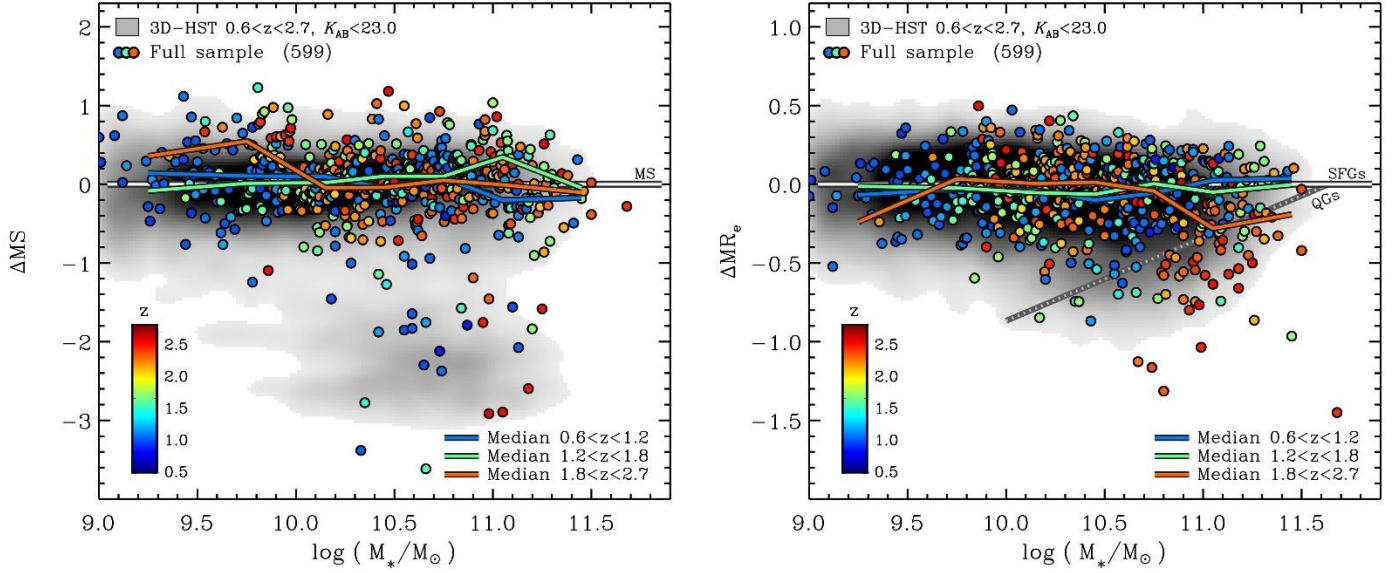 3D-HST 0.6<z<2.7, K_AB<23.0
Full sample (599)
2
1
0
-1
-2
-3
ΔMS
MS
z
2.5
2.0
1.5
1.0
0.5
Median 0.6<z<1.2
Median 1.2<z<1.8
Median 1.8<z<2.7
9.0 9.5 10.0 10.5 11.0 11.5
log ( M_*/M_⊙ )
3D-HST 0.6<z<2.7, K_AB<23.0
Full sample (599)
1.0
0.5
0.0
-0.5
-1.0
-1.5
ΔMR_e
SFGs
QGs
z
2.5
2.0
1.5
1.0
0.5
Median 0.6<z<1.2
Median 1.2<z<1.8
Median 1.8<z<2.7
9.0 9.5 10.0 10.5 11.0 11.5
log ( M_*/M_⊙ )